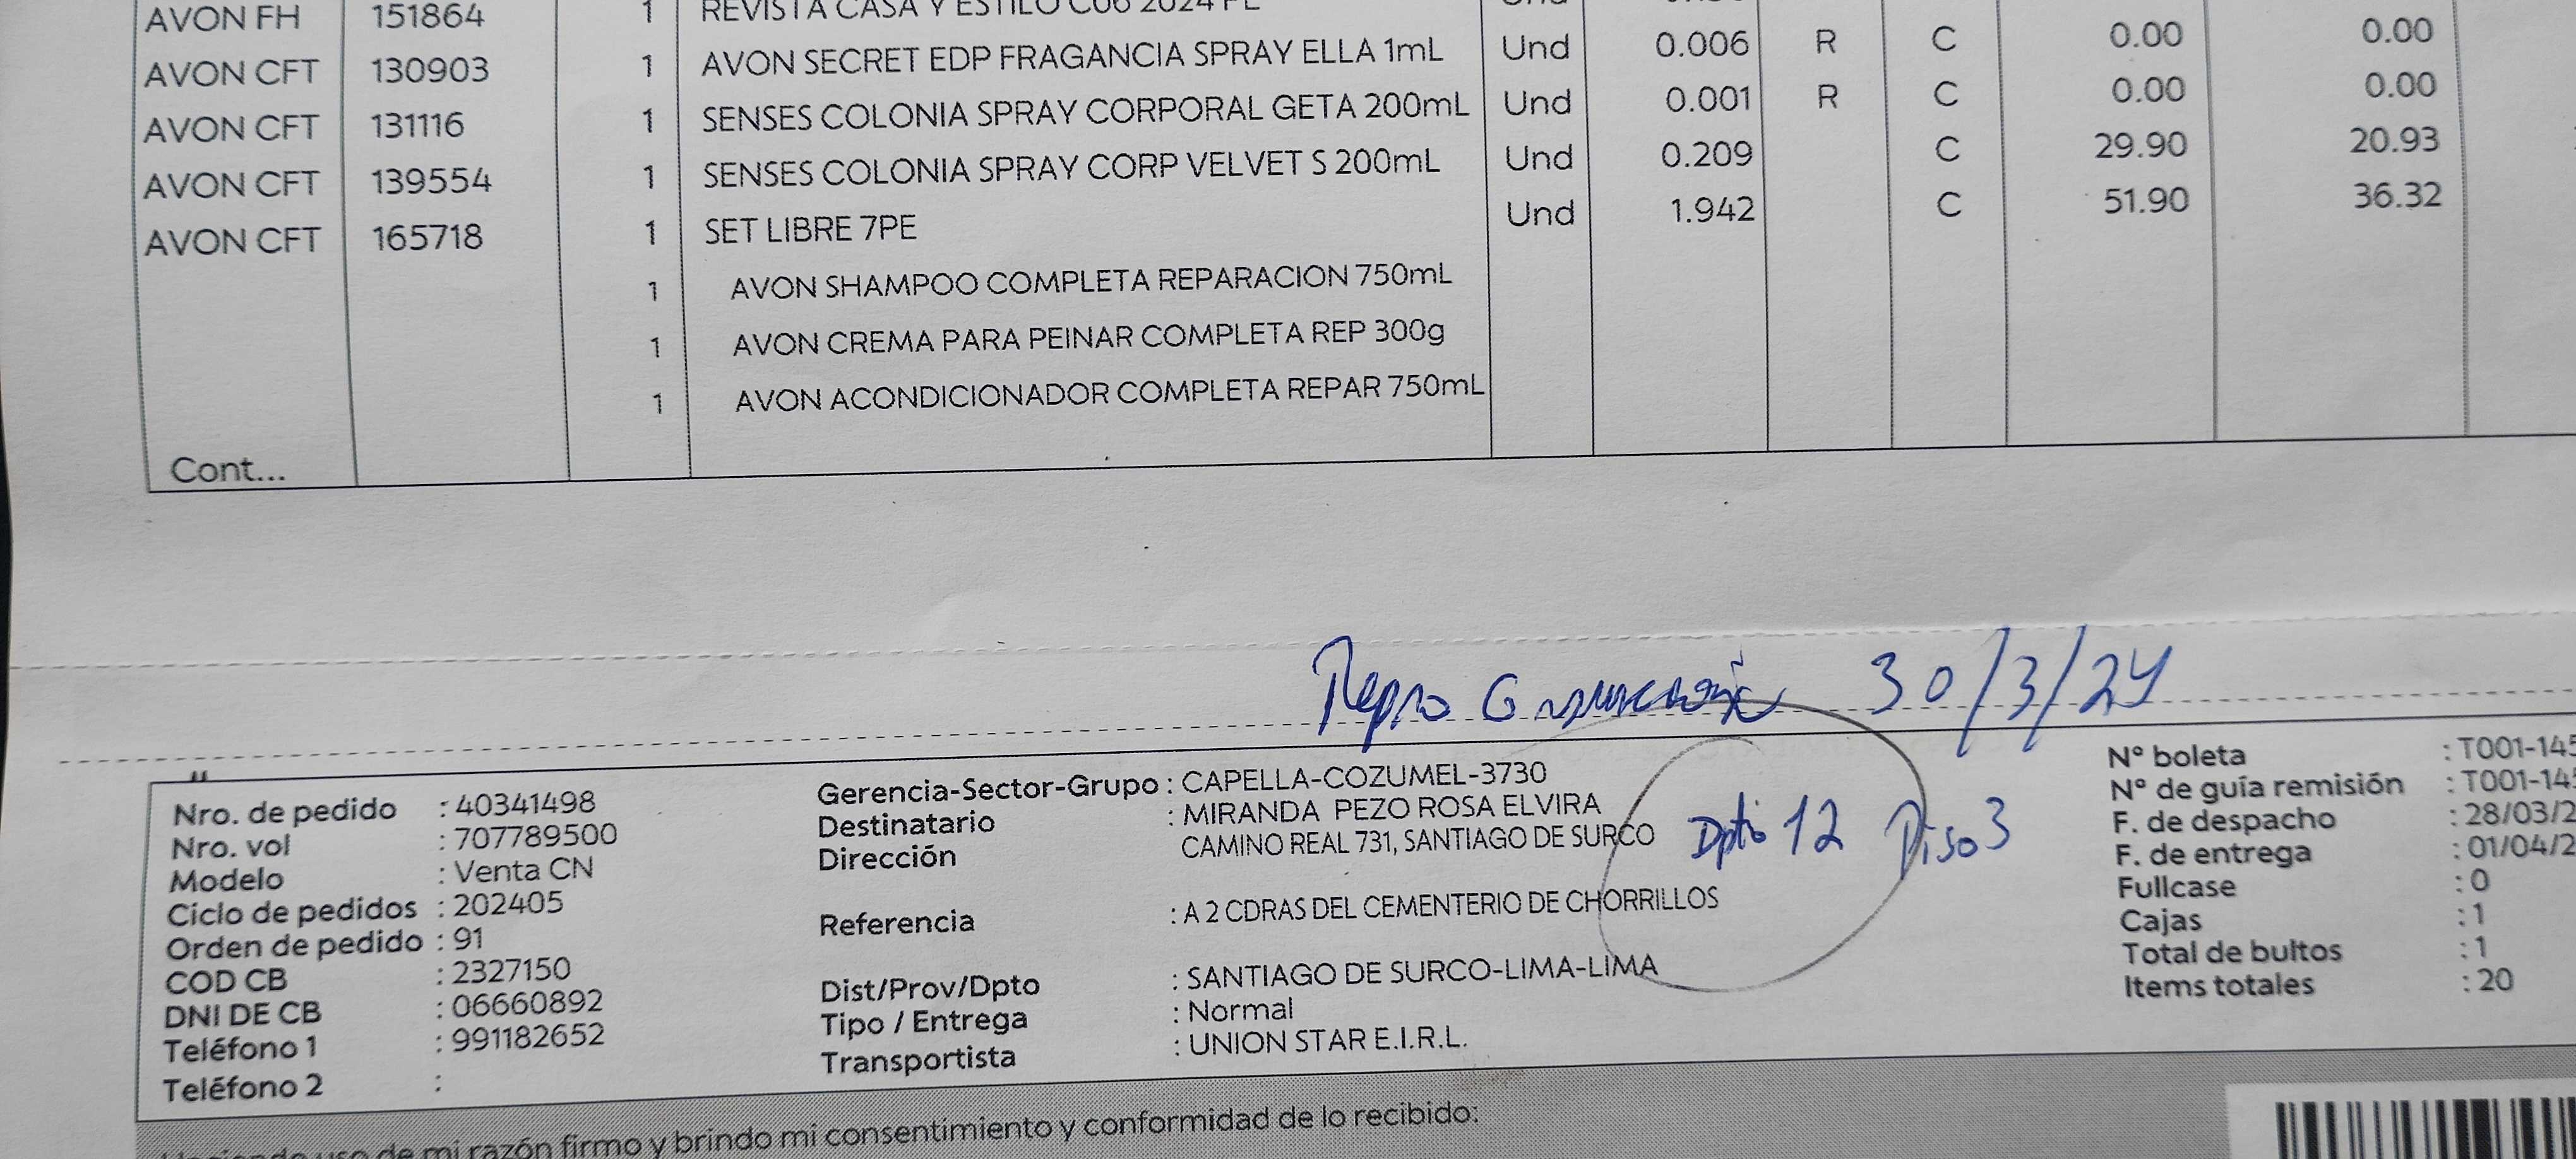 AVON FH 151864 1 REVISTA CASA Y ESTILO C06 2024 PE Und
AVON CFT 130903 1 AVON SECRET EDP FRAGANCIA SPRAY ELLA 1mL Und 0.006 R C 0.00 0.00
AVON CFT 131116 1 SENSES COLONIA SPRAY CORPORAL GETA 200mL Und 0.001 R C 0.00 0.00
AVON CFT 139554 1 SENSES COLONIA SPRAY CORP VELVET S 200mL Und 0.209 C 29.90 20.93
AVON CFT 165718 1 SET LIBRE 7PE Und 1.942 C 51.90 36.32
1 AVON SHAMPOO COMPLETA REPARACION 750mL
1 AVON CREMA PARA PEINAR COMPLETA REP 300g
1 AVON ACONDICIONADOR COMPLETA REPAR 750mL
Cont...
30/3/24
Nro. de pedido : 40341498
Nro. vol : 707789500
Modelo : Venta CN
Ciclo de pedidos : 202405
Orden de pedido : 91
COD CB : 2327150
DNI DE CB : 06660892
Teléfono 1 : 991182652
Teléfono 2 :
Gerencia-Sector-Grupo : CAPELLA-COZUMEL-3730
Destinatario : MIRANDA PEZO ROSA ELVIRA
Dirección CAMINO REAL 731, SANTIAGO DE SURCO Dpto 12 Piso 3
Referencia : A 2 CDRAS DEL CEMENTERIO DE CHORRILLOS
Dist/Prov/Dpto : SANTIAGO DE SURCO-LIMA-LIMA
Tipo / Entrega : Normal
Transportista : UNION STAR E.I.R.L.
N° boleta : T001-145
N° de guía remisión : T001-145
F. de despacho : 28/03/2
F. de entrega : 01/04/2
Fullcase : 0
Cajas : 1
Total de bultos : 1
Items totales : 20
uso de mi razón firmo y brindo mi consentimiento y conformidad de lo recibido: